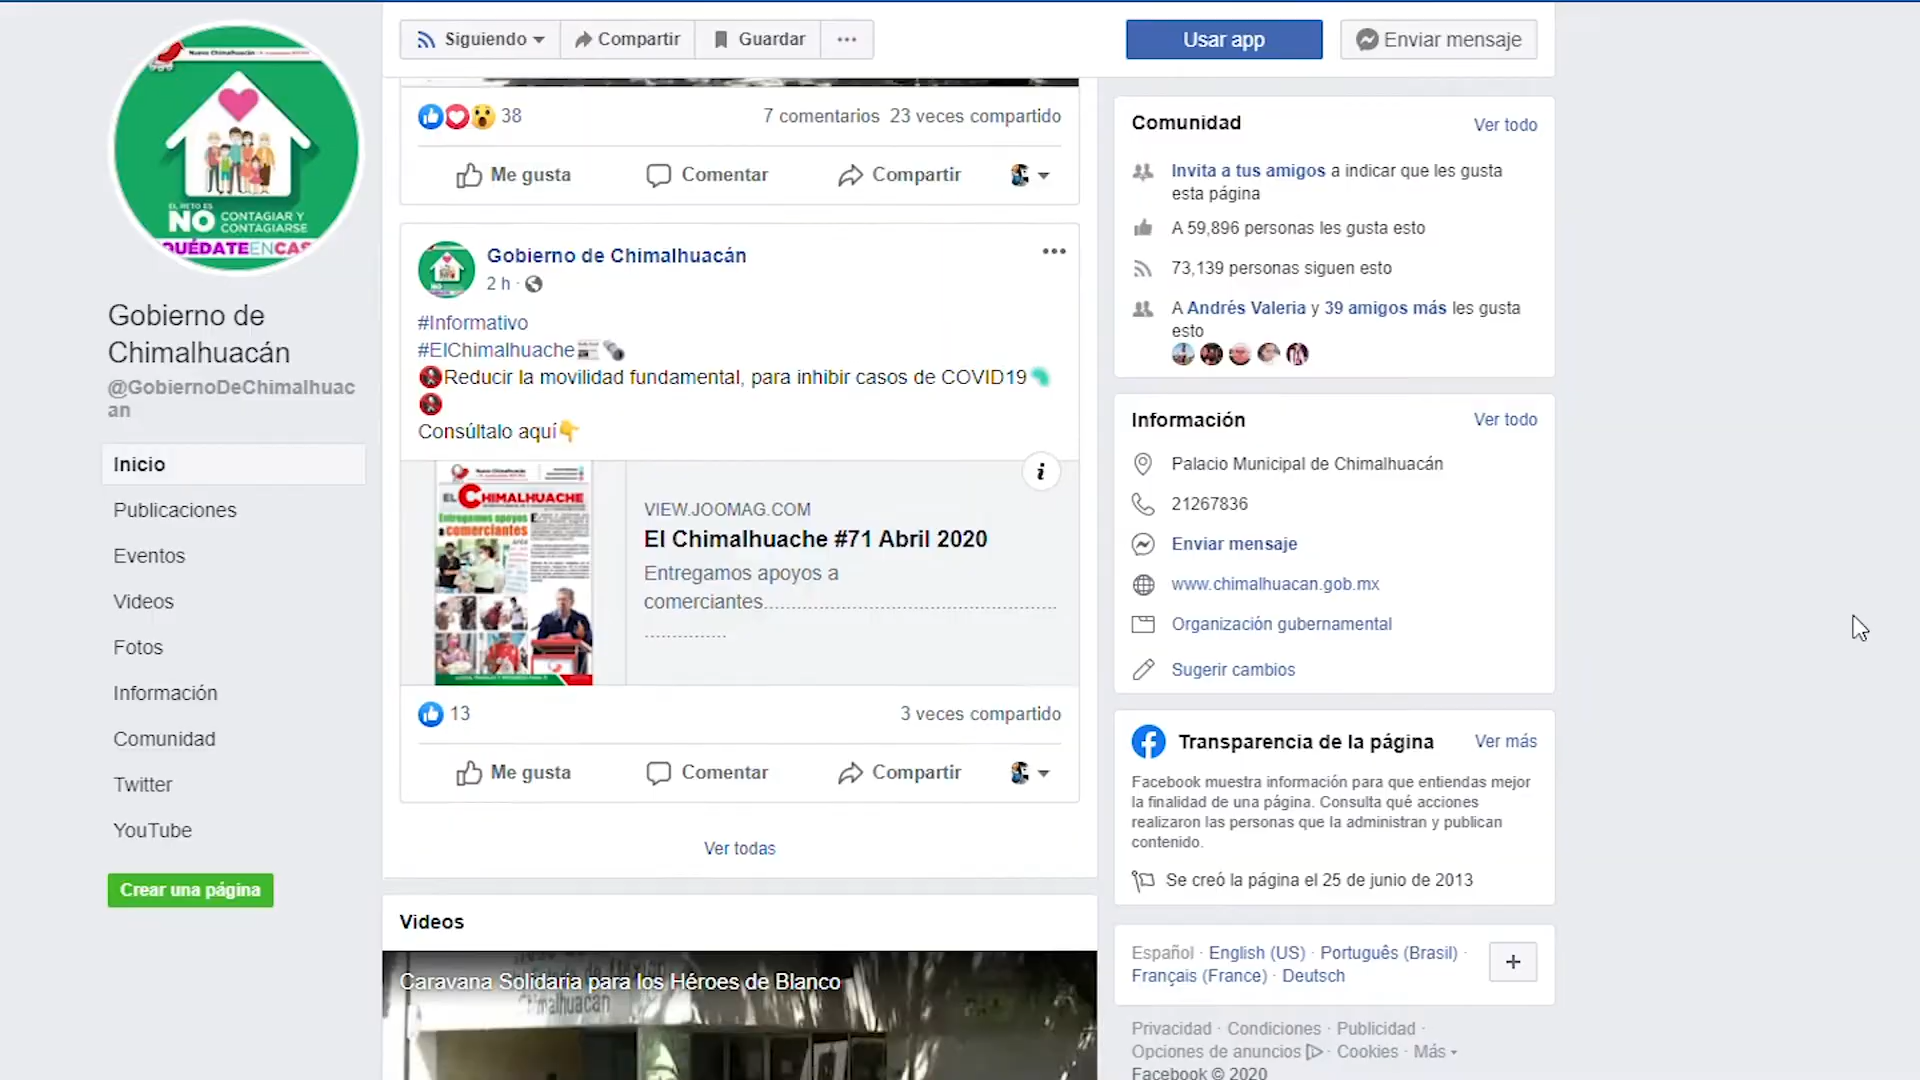 Nuevo Chimalhuacán
EL RETO ES
NO CONTAGIAR Y
CONTAGIARSE
QUÉDATEENCAS
Gobierno de
Chimalhuacán
@GobiernoDeChimalhuac
an
Inicio
Publicaciones
Eventos
Videos
Fotos
Información
Comunidad
Twitter
YouTube
Crear una página
Siguiendo
Compartir
Guardar
Usar app
Enviar mensaje
38
7 comentarios 23 veces compartido
Me gusta
Comentar
Compartir
Gobierno de Chimalhuacán
2 h ·
#Informativo
#ElChimalhuache
Reducir la movilidad fundamental, para inhibir casos de COVID19
Consúltalo aquí
EL CHIMALHUACHE
Entregamos apoyos
a comerciantes
VIEW.JOOMAG.COM
El Chimalhuache #71 Abril 2020
Entregamos apoyos a
comerciantes......................................................
...............
13
3 veces compartido
Me gusta
Comentar
Compartir
Ver todas
Videos
Caravana Solidaria para los Héroes de Blanco
Chimalhuacán
Comunidad
Ver todo
Invita a tus amigos a indicar que les gusta
esta página
A 59,896 personas les gusta esto
73,139 personas siguen esto
A Andrés Valeria y 39 amigos más les gusta
esto
Información
Ver todo
Palacio Municipal de Chimalhuacán
21267836
Enviar mensaje
www.chimalhuacan.gob.mx
Organización gubernamental
Sugerir cambios
Transparencia de la página
Ver más
Facebook muestra información para que entiendas mejor
la finalidad de una página. Consulta qué acciones
realizaron las personas que la administran y publican
contenido.
Se creó la página el 25 de junio de 2013
Español · English (US) · Português (Brasil) ·
Français (France) · Deutsch
Privacidad · Condiciones · Publicidad ·
Opciones de anuncios · Cookies · Más
Facebook © 2020